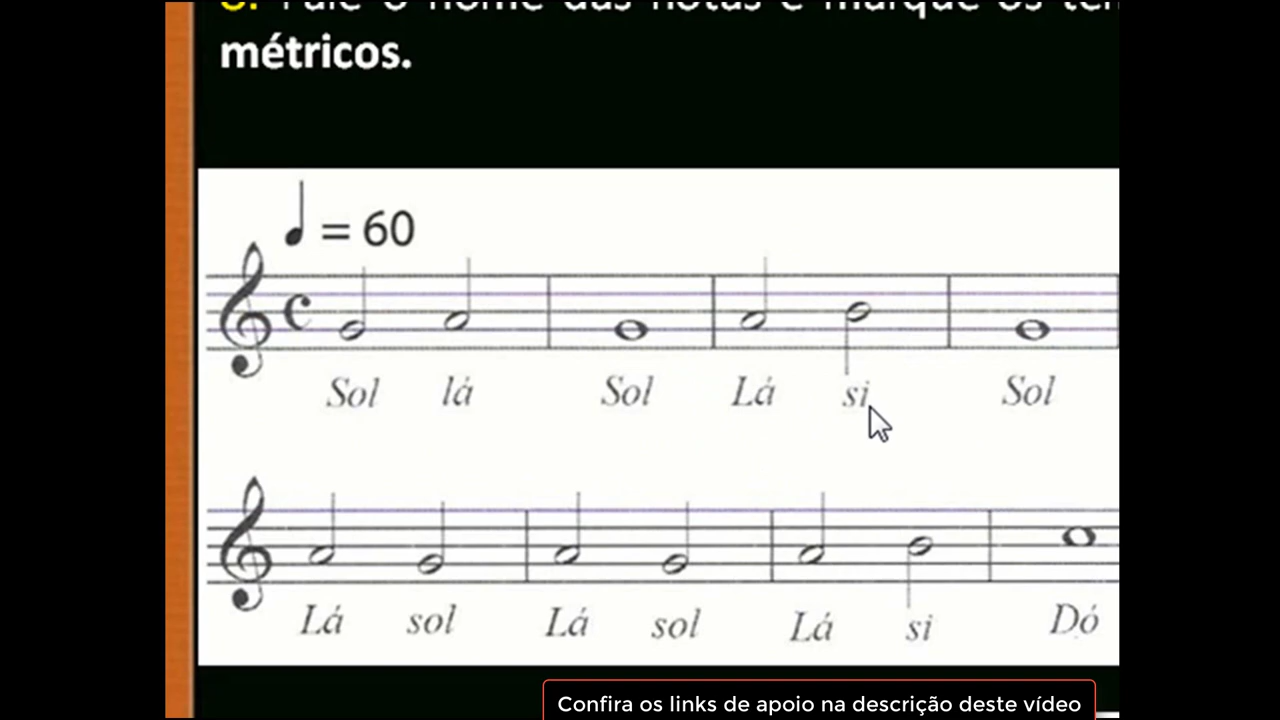 métricos.
= 60
Sol lá Sol Lá si Sol
Lá sol Lá sol Lá si Dó
Confira os links de apoio na descrição deste vídeo